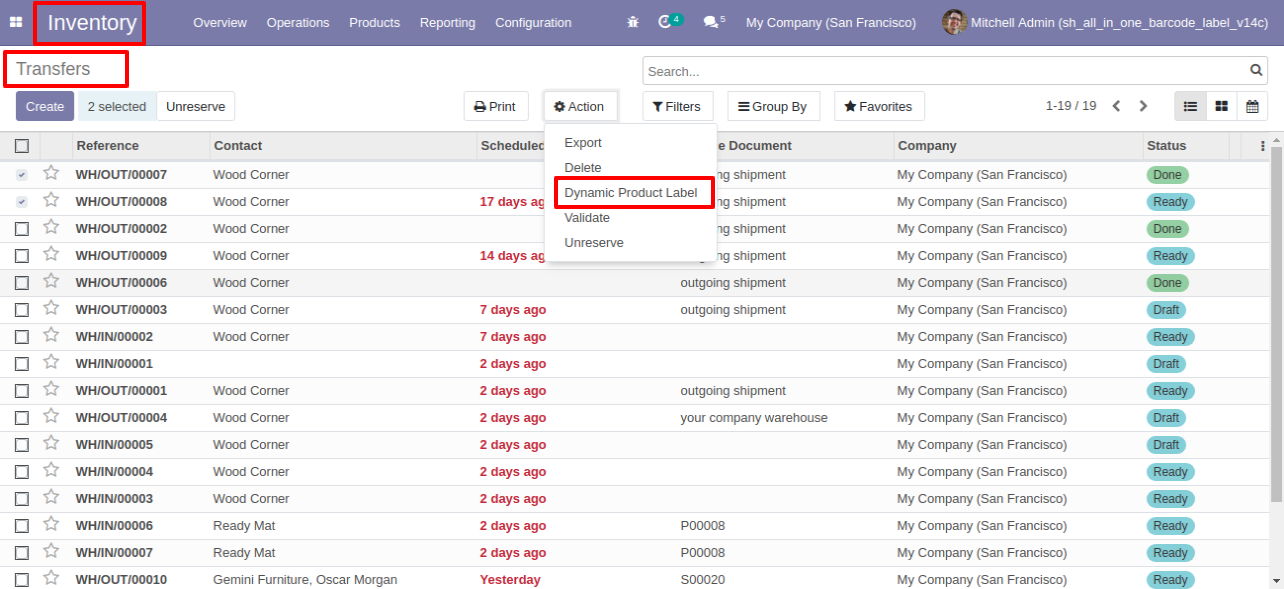 Inventory Overview Operations Products Reporting Configuration 4 5 My Company (San Francisco) Mitchell Admin (sh_all_in_one_barcode_label_v14c)
Transfers Search...
Create 2 selected Unreserve Print Action Filters Group By Favorites 1-19 / 19
Reference Contact Scheduled e Document Company Status
Export
Delete
Dynamic Product Label
Validate
Unreserve
WH/OUT/00007 Wood Corner ng shipment My Company (San Francisco) Done
WH/OUT/00008 Wood Corner 17 days ag ng shipment My Company (San Francisco) Ready
WH/OUT/00002 Wood Corner ng shipment My Company (San Francisco) Done
WH/OUT/00009 Wood Corner 14 days ag ng shipment My Company (San Francisco) Ready
WH/OUT/00006 Wood Corner outgoing shipment My Company (San Francisco) Done
WH/OUT/00003 Wood Corner 7 days ago outgoing shipment My Company (San Francisco) Draft
WH/IN/00002 Wood Corner 7 days ago My Company (San Francisco) Ready
WH/IN/00001 2 days ago My Company (San Francisco) Draft
WH/OUT/00001 Wood Corner 2 days ago outgoing shipment My Company (San Francisco) Ready
WH/OUT/00004 Wood Corner 2 days ago your company warehouse My Company (San Francisco) Draft
WH/IN/00005 Wood Corner 2 days ago My Company (San Francisco) Draft
WH/IN/00004 Wood Corner 2 days ago My Company (San Francisco) Ready
WH/IN/00003 Wood Corner 2 days ago My Company (San Francisco) Ready
WH/IN/00006 Ready Mat 2 days ago P00008 My Company (San Francisco) Ready
WH/IN/00007 Ready Mat 2 days ago P00008 My Company (San Francisco) Ready
WH/OUT/00010 Gemini Furniture, Oscar Morgan Yesterday S00020 My Company (San Francisco) Ready